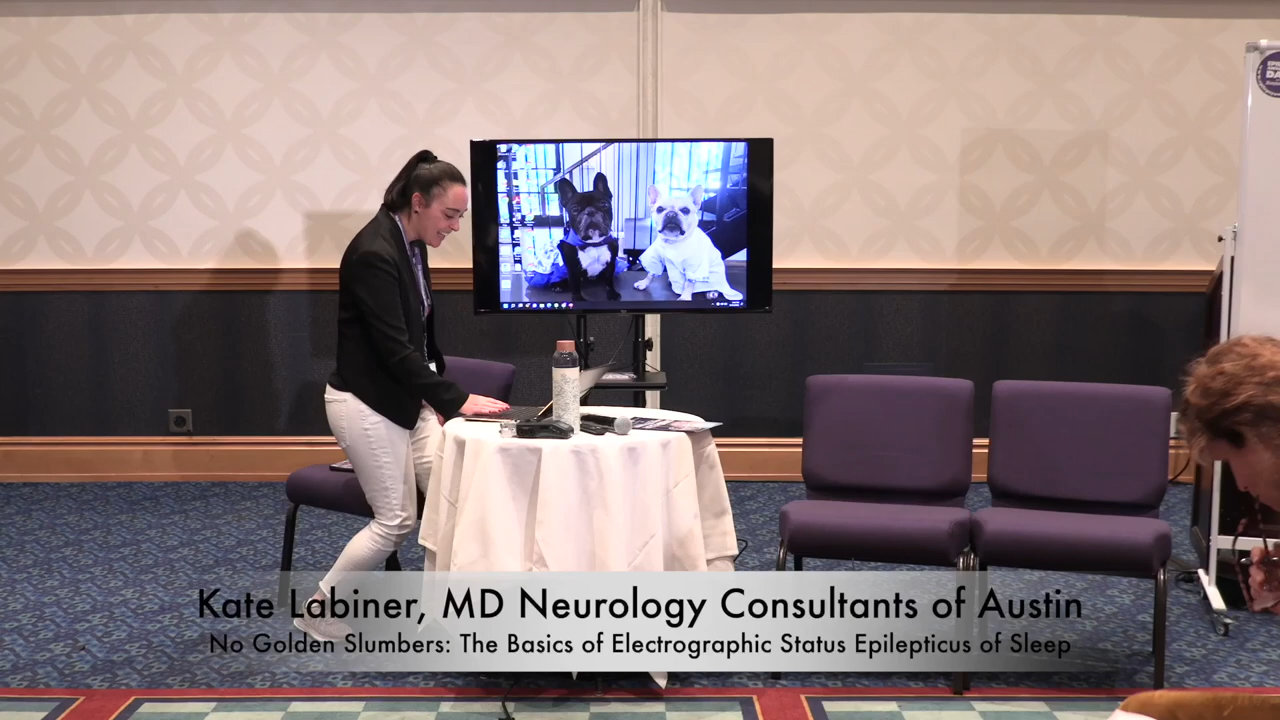 Kate Labiner, MD Neurology Consultants of Austin
No Golden Slumbers: The Basics of Electrographic Status Epilepticus of Sleep